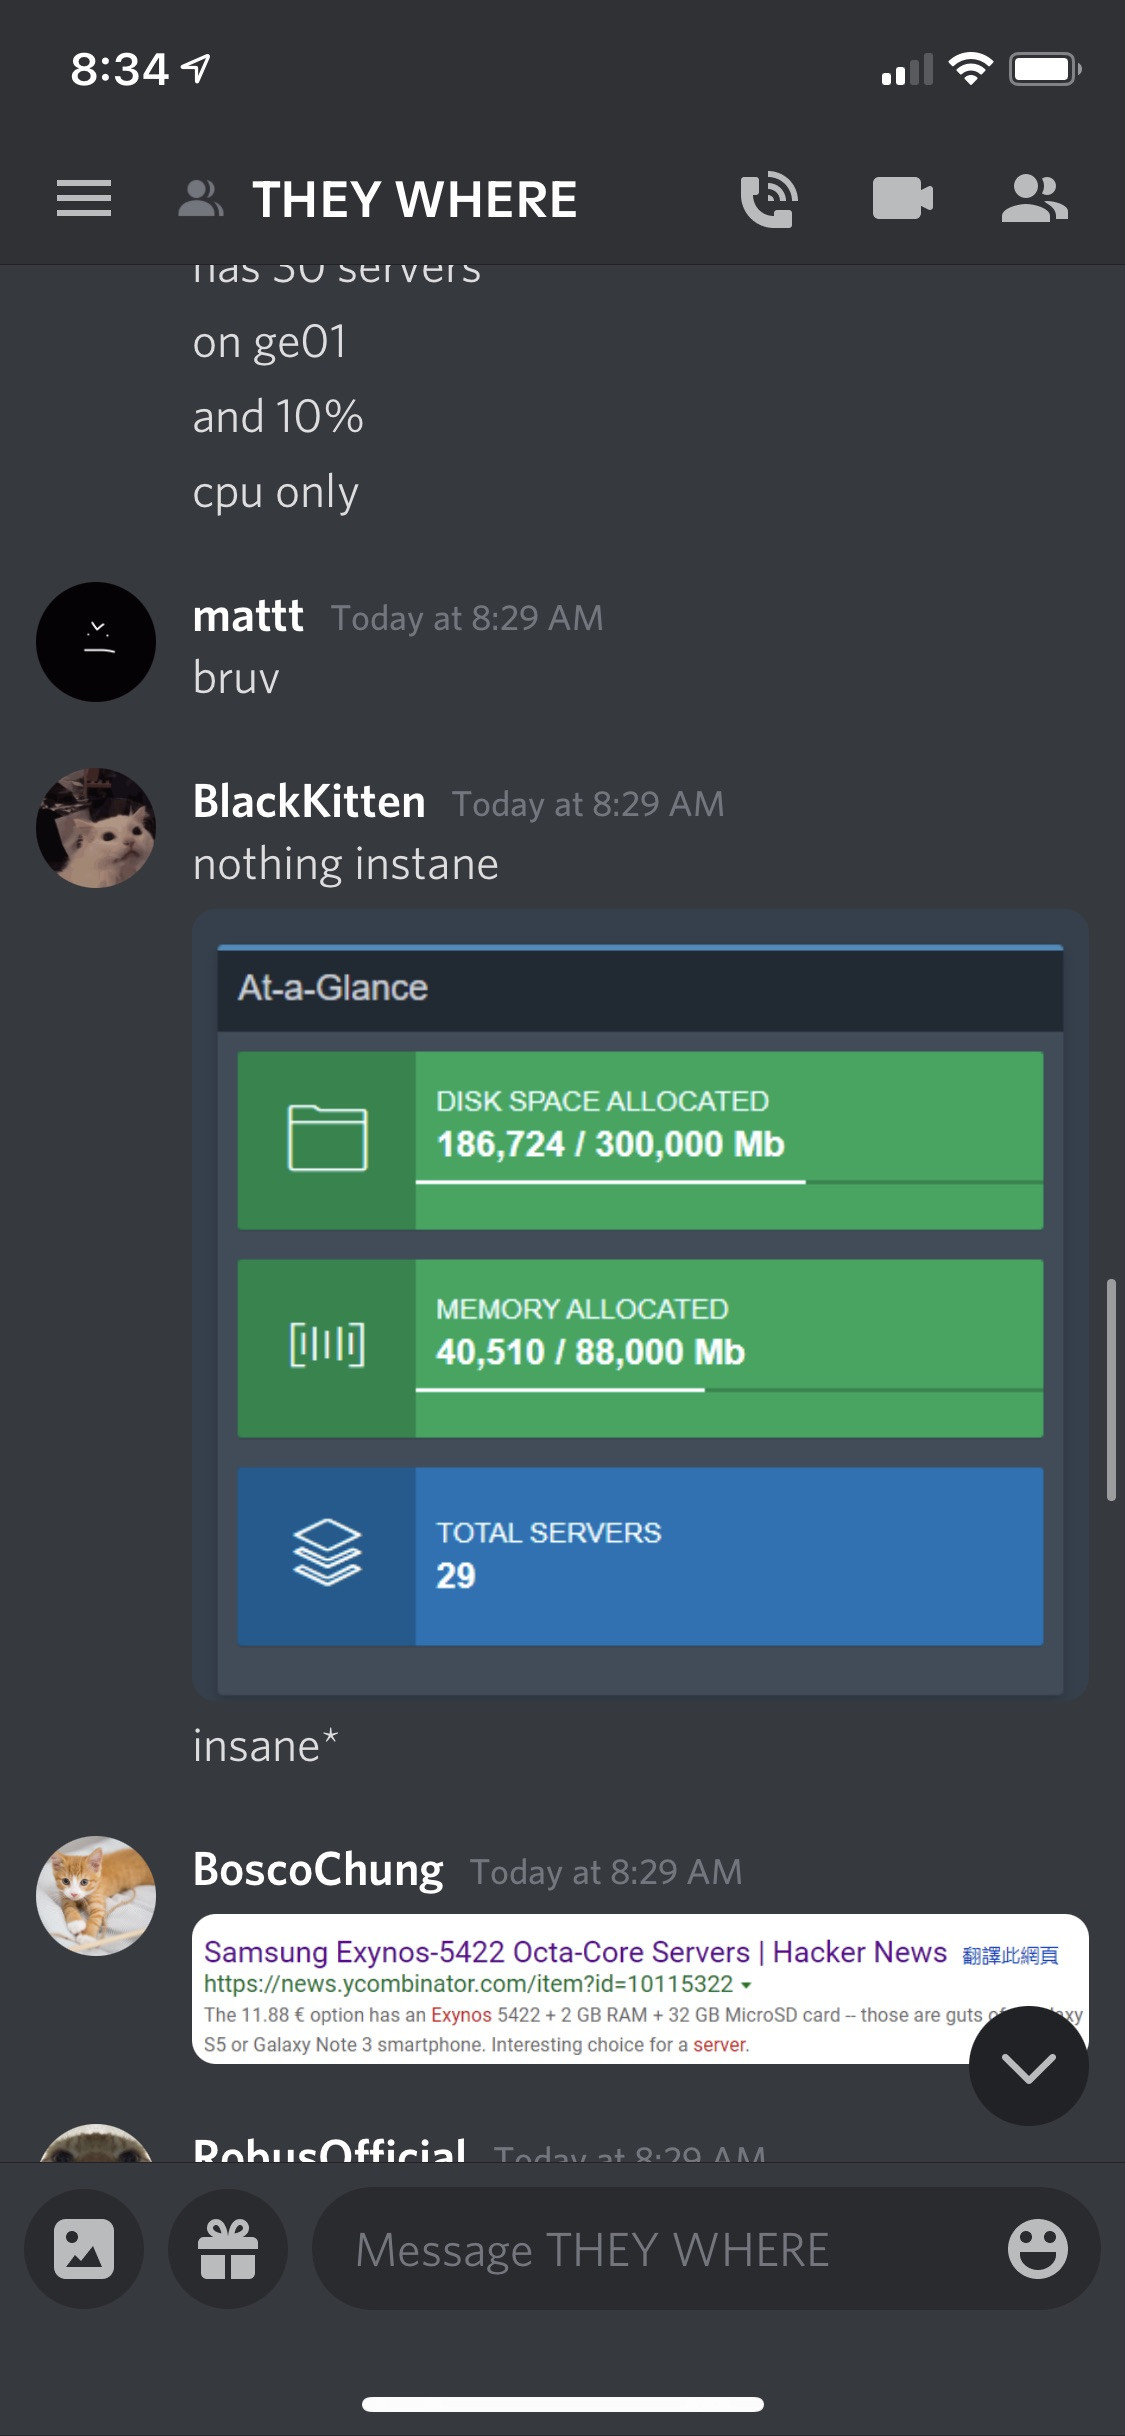 8:34
THEY WHERE
has 30 servers
on ge01
and 10%
cpu only
mattt Today at 8:29 AM
bruv
BlackKitten Today at 8:29 AM
nothing instane
At-a-Glance
DISK SPACE ALLOCATED
186,724 / 300,000 Mb
MEMORY ALLOCATED
40,510 / 88,000 Mb
TOTAL SERVERS
29
insane*
BoscoChung Today at 8:29 AM
Samsung Exynos-5422 Octa-Core Servers | Hacker News 翻譯此網頁
https://news.ycombinator.com/item?id=10115322
The 11.88 € option has an Exynos 5422 + 2 GB RAM + 32 GB MicroSD card -- those are guts
S5 or Galaxy Note 3 smartphone. Interesting choice for a server.
RobusOfficial Today at 8:29 AM
Message THEY WHERE